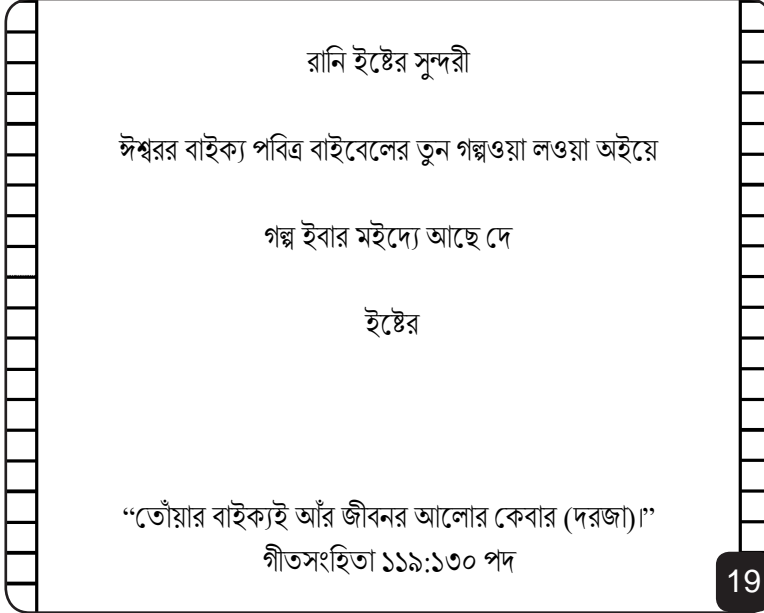 রানি ইষ্টের সুন্দরী
ঈশ্বরর বাইক্য পবিত্র বাইবেলের তুন গল্পওয়া লওয়া অইয়ে
গল্প ইবার মইদ্যে আছে দে
ইষ্টের
“তোঁয়ার বাইক্যই আঁর জীবনর আলোর কেবার (দরজা)।”
গীতসংহিতা ১১৯:১৩০ পদ
19